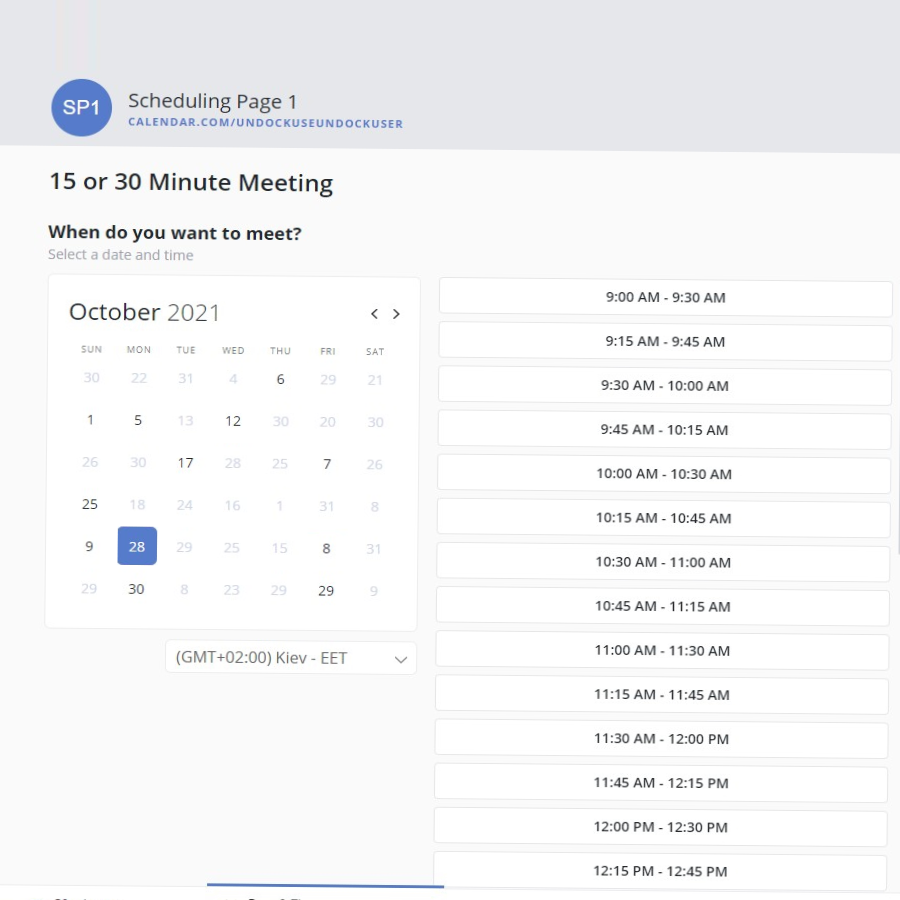 SP1
Scheduling Page 1
CALENDAR.COM/UNDOCKUSEUNDOCKUSER
15 or 30 Minute Meeting
When do you want to meet?
Select a date and time
October 2021
SUN MON TUE WED THU FRI SAT
30 22 31 4 6 29 21
1 5 13 12 30 20 30
26 30 17 28 25 7 26
25 18 24 16 1 31 8
9 28 29 25 15 8 31
29 30 8 23 29 29 9
(GMT+02:00) Kiev - EET
9:00 AM - 9:30 AM
9:15 AM - 9:45 AM
9:30 AM - 10:00 AM
9:45 AM - 10:15 AM
10:00 AM - 10:30 AM
10:15 AM - 10:45 AM
10:30 AM - 11:00 AM
10:45 AM - 11:15 AM
11:00 AM - 11:30 AM
11:15 AM - 11:45 AM
11:30 AM - 12:00 PM
11:45 AM - 12:15 PM
12:00 PM - 12:30 PM
12:15 PM - 12:45 PM